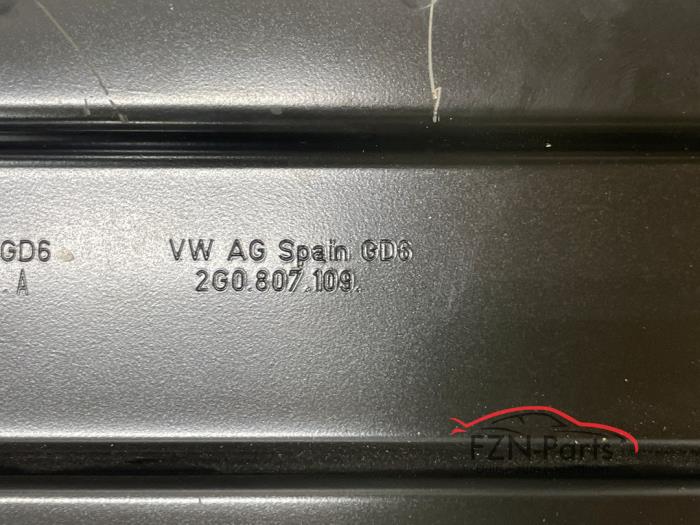 GD6
. A
VW AG Spain GD6
2G0.807.109.
FZN-Parts